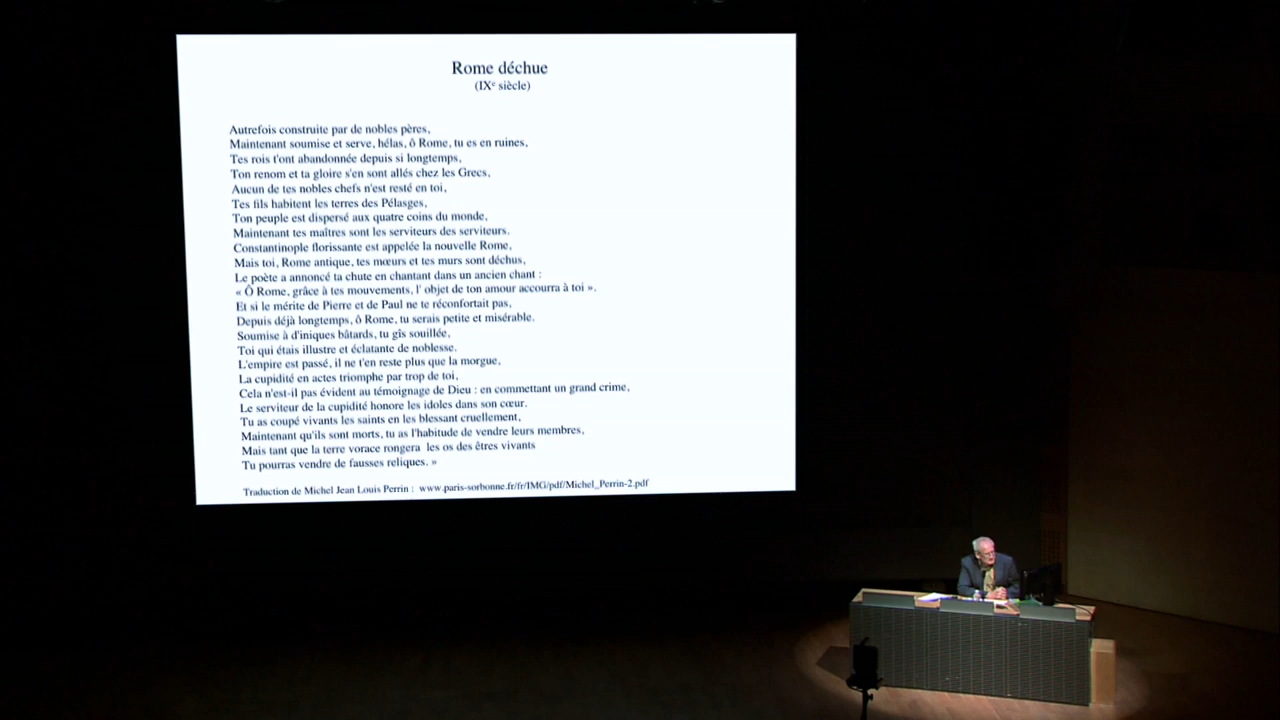 Rome déchue
(IXe siècle)
Autrefois construite par de nobles pères,
Maintenant soumise et serve, hélas, ô Rome, tu es en ruines,
Tes rois t'ont abandonnée depuis si longtemps,
Ton renom et ta gloire s'en sont allés chez les Grecs,
Aucun de tes nobles chefs n'est resté en toi,
Tes fils habitent les terres des Pélasges,
Ton peuple est dispersé aux quatre coins du monde,
Maintenant tes maîtres sont les serviteurs des serviteurs.
Constantinople florissante est appelée la nouvelle Rome,
Mais toi, Rome antique, tes mœurs et tes murs sont déchus,
Le poète a annoncé ta chute en chantant dans un ancien chant :
« Ô Rome, grâce à tes mouvements, l' objet de ton amour accourra à toi ».
Et si le mérite de Pierre et de Paul ne te réconfortait pas,
Depuis déjà longtemps, ô Rome, tu serais petite et misérable.
Soumise à d'iniques bâtards, tu gîs souillée,
Toi qui étais illustre et éclatante de noblesse.
L'empire est passé, il ne t'en reste plus que la morgue,
La cupidité en actes triomphe par trop de toi,
Cela n'est-il pas évident au témoignage de Dieu : en commettant un grand crime,
Le serviteur de la cupidité honore les idoles dans son cœur.
Tu as coupé vivants les saints en les blessant cruellement,
Maintenant qu'ils sont morts, tu as l'habitude de vendre leurs membres,
Mais tant que la terre vorace rongera les os des êtres vivants
Tu pourras vendre de fausses reliques. »
Traduction de Michel Jean Louis Perrin : www.paris-sorbonne.fr/fr/IMG/pdf/Michel_Perrin-2.pdf